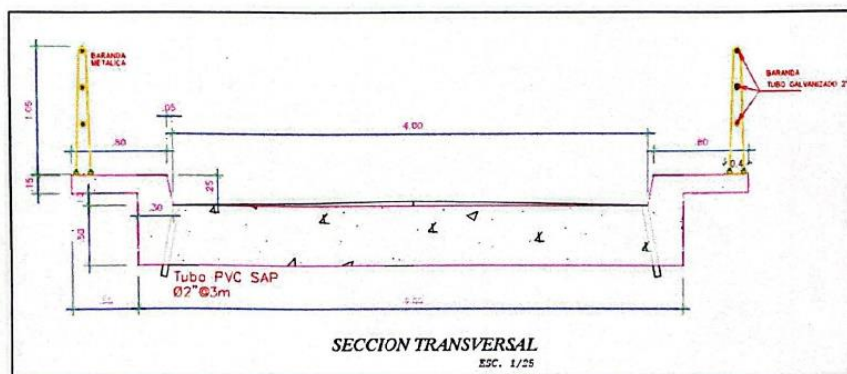 BARANDA
METALICA
BARANDA
TUBO GALVANIZADO 2"
1.05
.05
4.00
.80
.80
.15
.25
.30
.50
Tubo PVC SAP
Ø2"@3m
SECCION TRANSVERSAL
ESC. 1/25